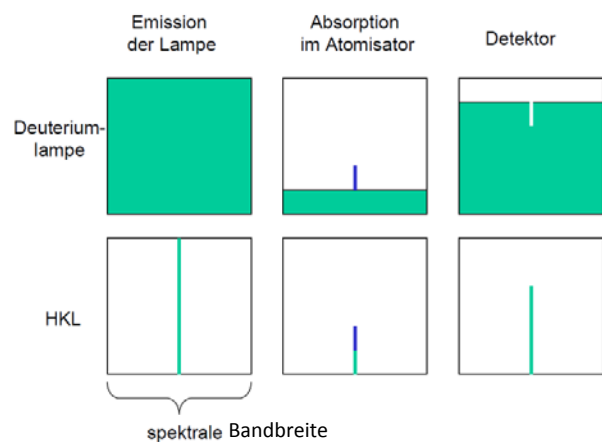 Emission
der Lampe
Absorption
im Atomisator
Detektor
Deuterium-
lampe
HKL
spektrale Bandbreite